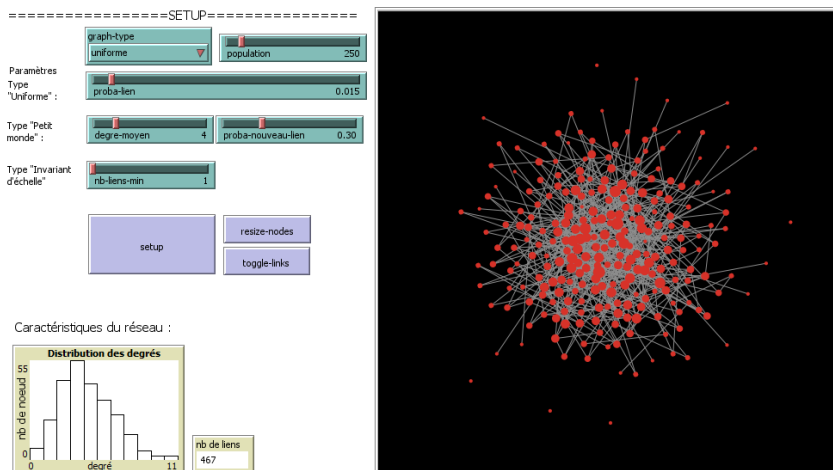 ================SETUP===============
graph-type
uniforme
population 250
Paramètres
Type
"Uniforme" :
proba-lien 0.015
Type "Petit
monde" :
degre-moyen 4
proba-nouveau-lien 0.30
Type "Invariant
d'échelle"
nb-liens-min 1
setup
resize-nodes
toggle-links
Caractéristiques du réseau :
Distribution des degrés
55
nb de noeud
0
0 degré 11
nb de liens
467